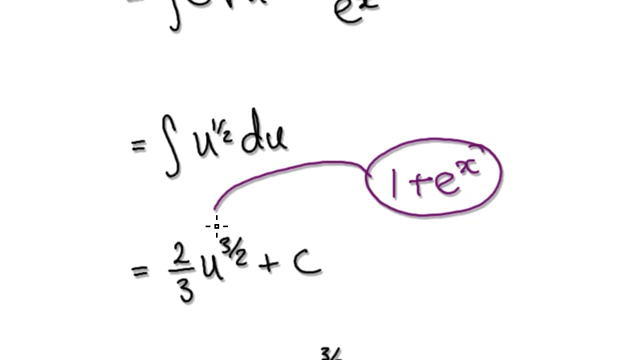 = ∫ u^{1/2} du
1+e^x
= 2/3 u^{3/2} + C